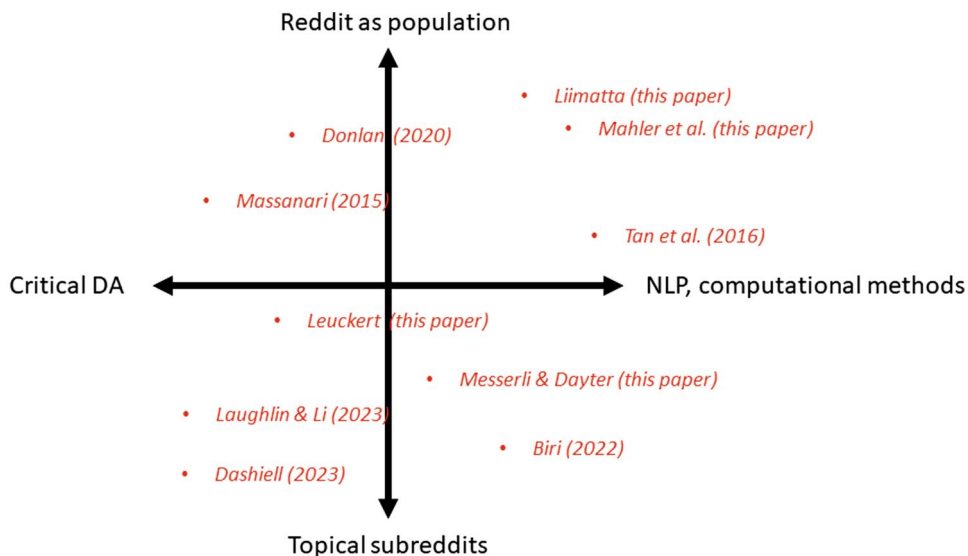 Reddit as population
• Liimatta (this paper)
• Donlan (2020)
• Mahler et al. (this paper)
• Massanari (2015)
• Tan et al. (2016)
Critical DA
NLP, computational methods
• Leuckert (this paper)
• Messerli & Dayter (this paper)
• Laughlin & Li (2023)
• Biri (2022)
• Dashiell (2023)
Topical subreddits